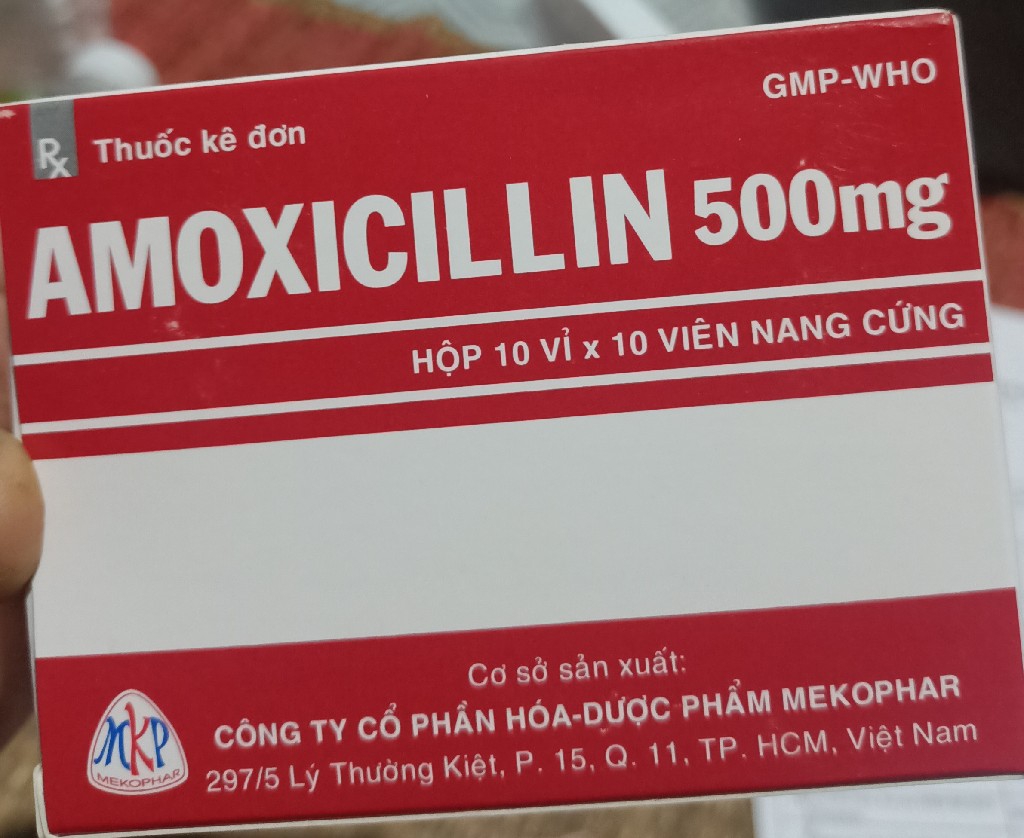 GMP-WHO
Rx Thuốc kê đơn
AMOXICILLIN 500mg
HỘP 10 VỈ x 10 VIÊN NANG CỨNG
Cơ sở sản xuất:
CÔNG TY CỔ PHẦN HÓA-DƯỢC PHẨM MEKOPHAR
297/5 Lý Thường Kiệt, P. 15, Q. 11, TP. HCM, Việt Nam
MKP
MEKOPHAR